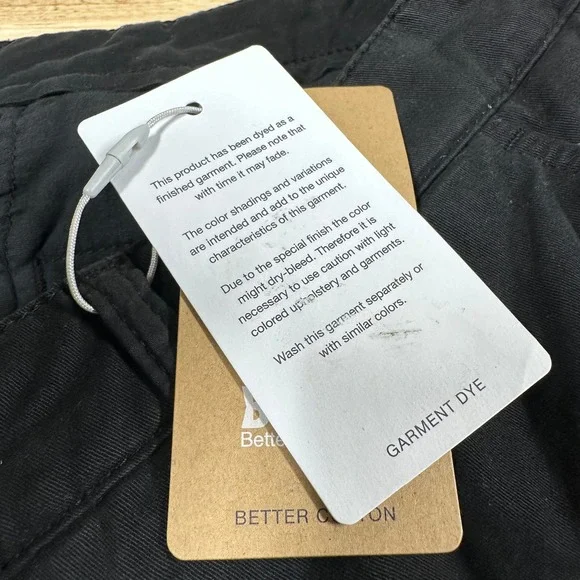 This product has been dyed as a
finished garment. Please note that
with time it may fade.
The color shadings and variations
are intended and add to the unique
characteristics of this garment.
Due to the special finish the color
might dry-bleed. Therefore it is
necessary to use caution with light
colored upholstery and garments.
Wash this garment separately or
with similar colors.
GARMENT DYE
Bette
BETTER C TON